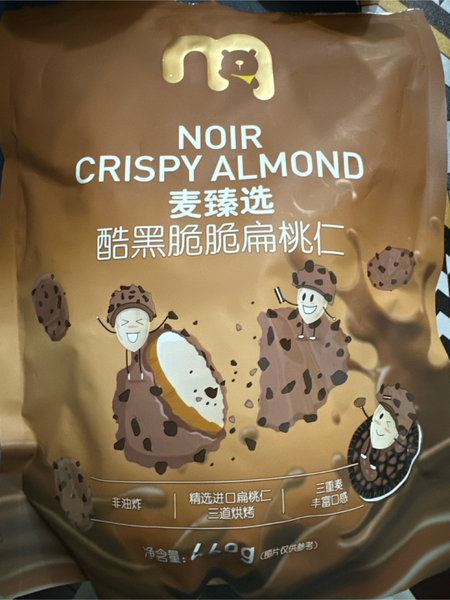 NOIR
CRISPY ALMOND
麦臻选
酷黑脆脆扁桃仁
非油炸
精选进口扁桃仁
三道烘烤
三重奏
丰富口感
净含量:
(图片仅供参考)